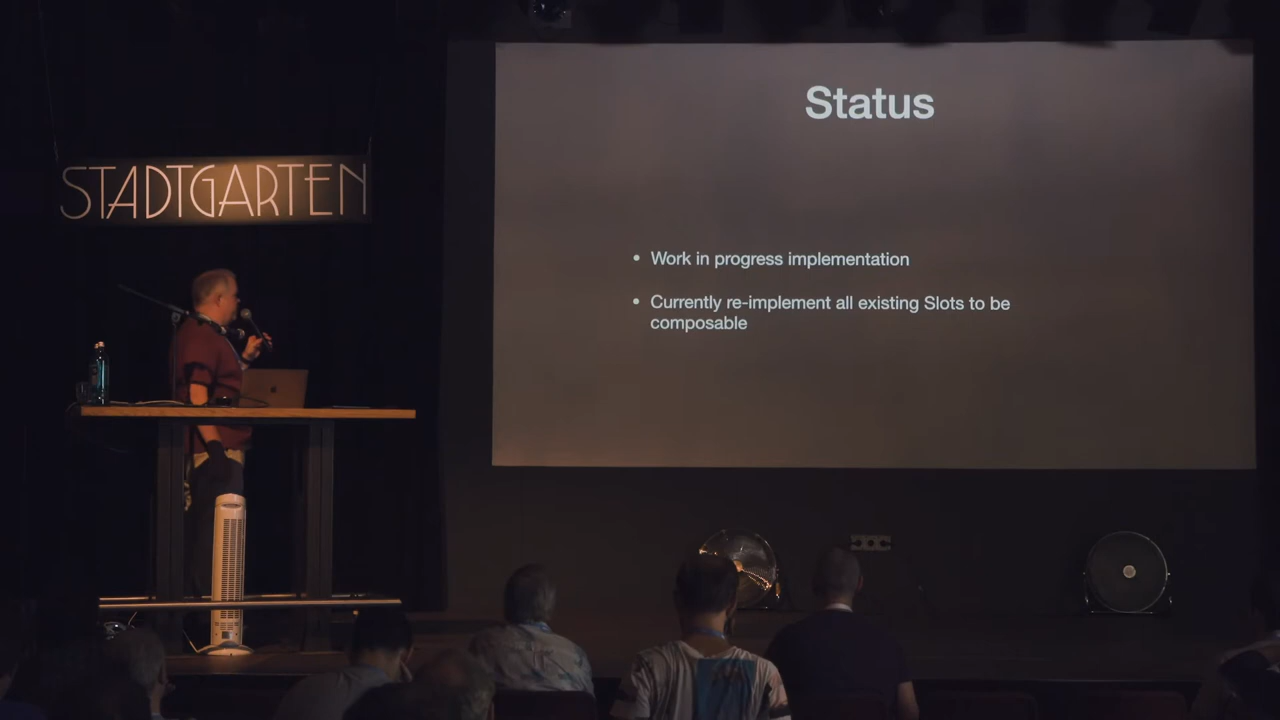 STADTGARTEN
Status
• Work in progress implementation
• Currently re-implement all existing Slots to be
composable